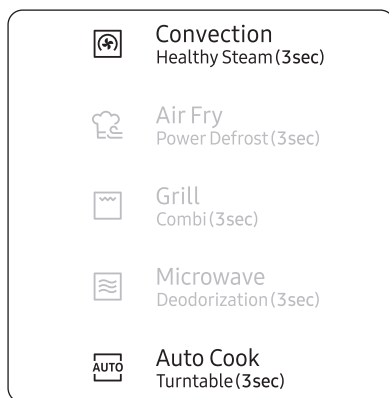 Convection
Healthy Steam(3sec)
Air Fry
Power Defrost(3sec)
Grill
Combi(3sec)
Microwave
Deodorization(3sec)
AUTO
Auto Cook
Turntable(3sec)